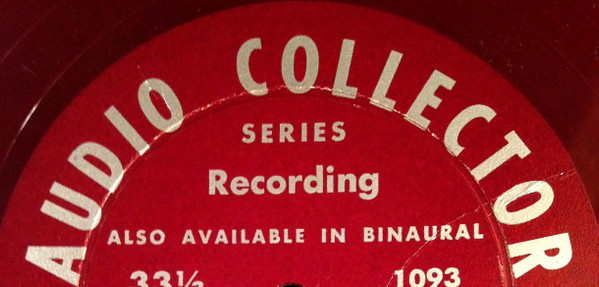 AUDIO COLLECTOR
SERIES
Recording
ALSO AVAILABLE IN BINAURAL
33⅓ 1093